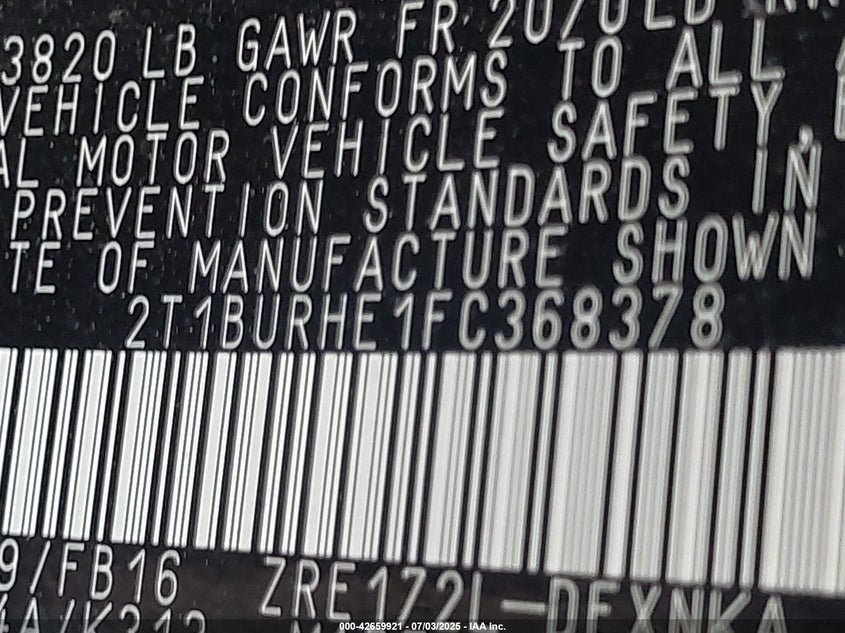 3820 LB GAWR FR 2070LB
VEHICLE CONFORMS TO ALL
AL MOTOR VEHICLE SAFETY,
PREVENTION STANDARDS IN
TE OF MANUFACTURE SHOWN
2T1BURHE1FC368378
9/FB16 ZRE172L-DEXNKA
000-42659921 - 07/03/2025 - IAA Inc.